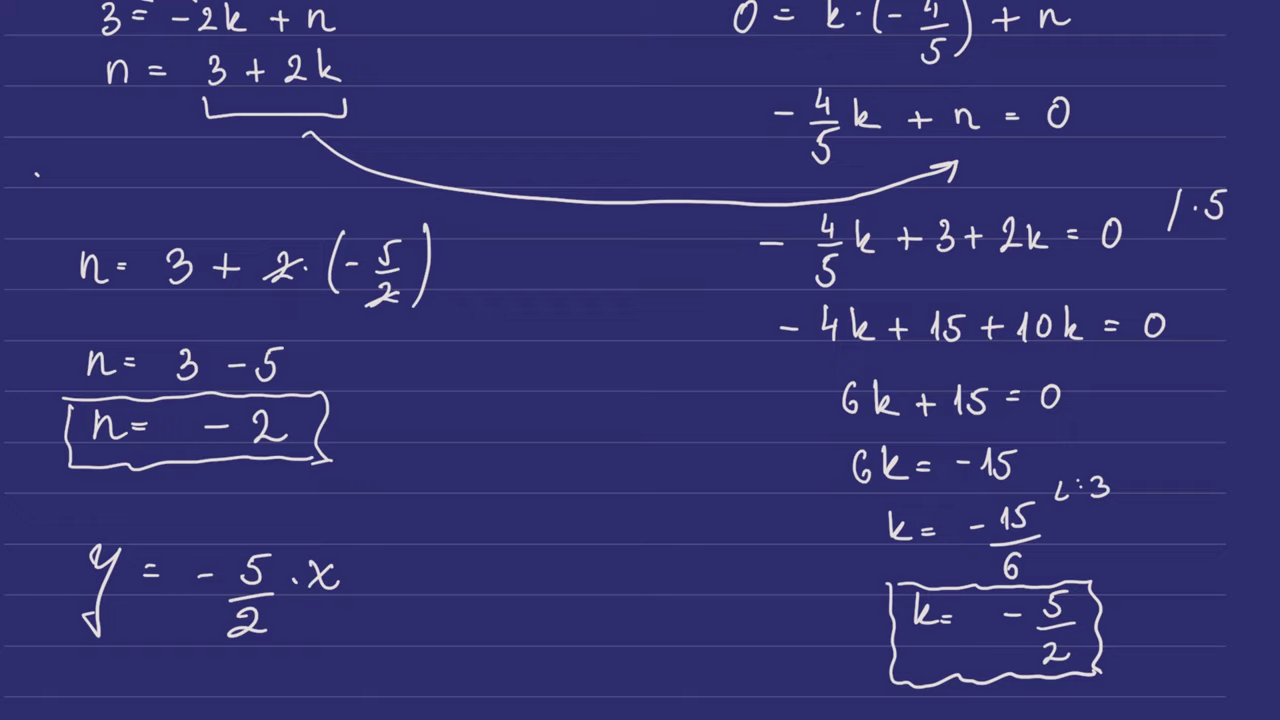 3 = -2k + n
n = 3 + 2k
n = 3 + 2 · (- 5/2)
n = 3 - 5
n = - 2
y = - 5/2 · x
0 = k · (- 4/5) + n
- 4/5 k + n = 0
- 4/5 k + 3 + 2k = 0 / · 5
- 4k + 15 + 10k = 0
6k + 15 = 0
6k = -15
k = - 15/6 : 3
k = - 5/2